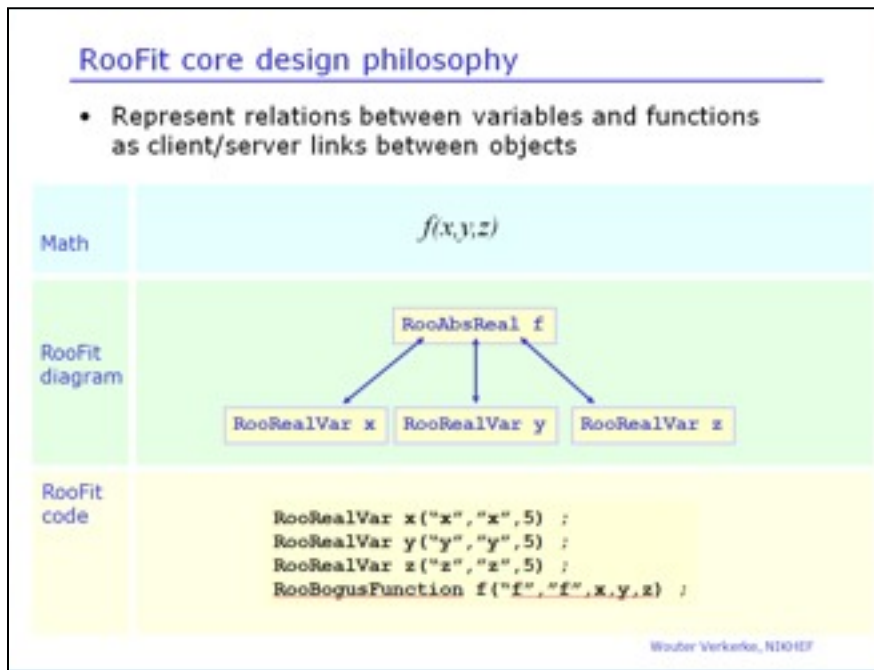 RooFit core design philosophy
• Represent relations between variables and functions
as client/server links between objects
Math
f(x,y,z)
RooFit
diagram
RooAbsReal f
RooRealVar x
RooRealVar y
RooRealVar z
RooFit
code
RooRealVar x("x","x",5) ;
RooRealVar y("y","y",5) ;
RooRealVar z("z","z",5) ;
RooBogusFunction f("f","f",x,y,z) ;
Wouter Verkerke, NIKHEF